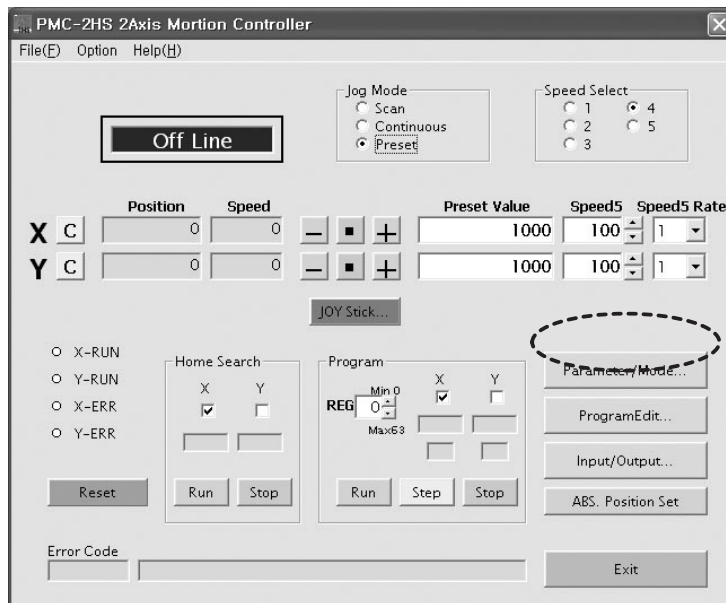 PMC-2HS 2Axis Mortion Controller
File(F) Option Help(H)
Jog Mode
Scan
Continuous
Preset
Speed Select
1 4
2 5
3
Off Line
Position Speed Preset Value Speed5 Speed5 Rate
X C 0 0 − ■ + 1000 100 1
Y C 0 0 − ■ + 1000 100 1
JOY Stick...
X-RUN
Y-RUN
X-ERR
Y-ERR
Reset
Home Search
X Y
Run Stop
Program
Min 0
REG 0
Max63
X Y
Run Step Stop
Parameter/Mode...
ProgramEdit...
Input/Output...
ABS. Position Set
Error Code
Exit